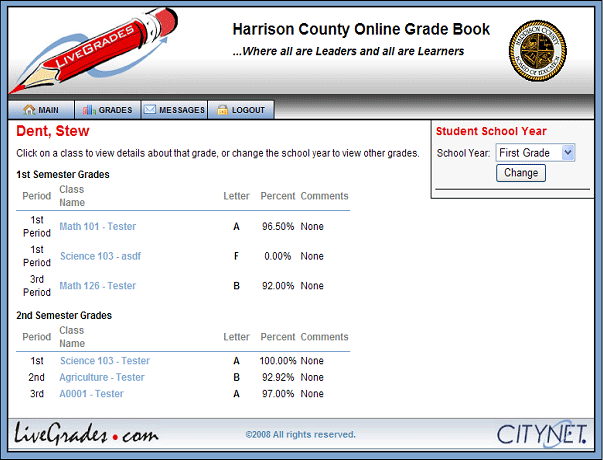 LIVEGRADES
Harrison County Online Grade Book
...Where all are Leaders and all are Learners
HARRISON COUNTY
BOARD OF EDUCATION
MAIN GRADES MESSAGES LOGOUT
Dent, Stew
Click on a class to view details about that grade, or change the school year to view other grades.
Student School Year
School Year: First Grade
Change
1st Semester Grades
Period Class Name Letter Percent Comments
1st Period Math 101 - Tester A 96.50% None
1st Period Science 103 - asdf F 0.00% None
3rd Period Math 126 - Tester B 92.00% None
2nd Semester Grades
Period Class Name Letter Percent Comments
1st Science 103 - Tester A 100.00% None
2nd Agriculture - Tester B 92.92% None
3rd A0001 - Tester A 97.00% None
LiveGrades.com
©2008 All rights reserved.
CITYNET